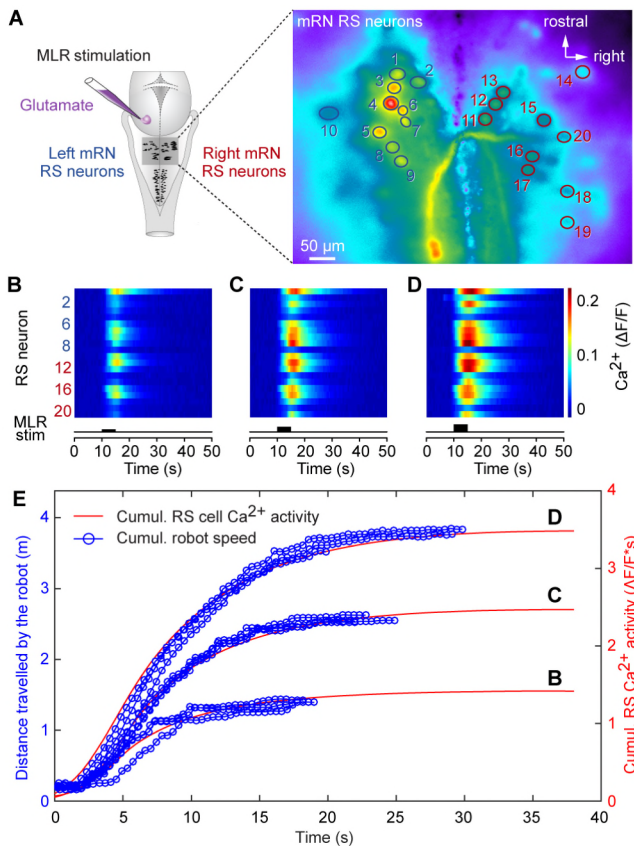 A
MLR stimulation
Glutamate
Left mRN
RS neurons
Right mRN
RS neurons
mRN RS neurons
rostral
right
1
2
3
4
5
6
7
8
9
10
11
12
13
14
15
16
17
18
19
20
50 µm
B
C
D
RS neuron
2
6
8
12
16
20
MLR
stim
0 10 20 30 40 50
Time (s)
0 10 20 30 40 50
Time (s)
0 10 20 30 40 50
Time (s)
0.2
0.1
0
Ca2+ (ΔF/F)
E
Cumul. RS cell Ca2+ activity
Cumul. robot speed
D
C
B
Distance travelled by the robot (m)
4
3
2
1
0
Cumul. RS Ca2+ activity (ΔF/F*s)
4
3
2
1
0
0 5 10 15 20 25 30 35 40
Time (s)